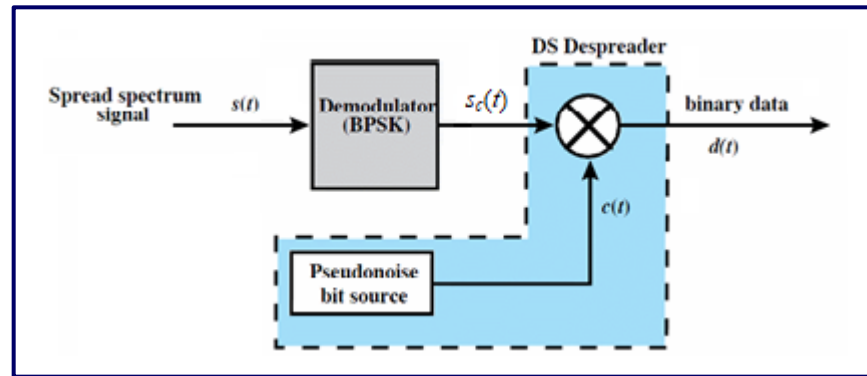 DS Despreader
Spread spectrum
signal
s(t)
Demodulator
(BPSK)
s_c(t)
binary data
d(t)
c(t)
Pseudonoise
bit source